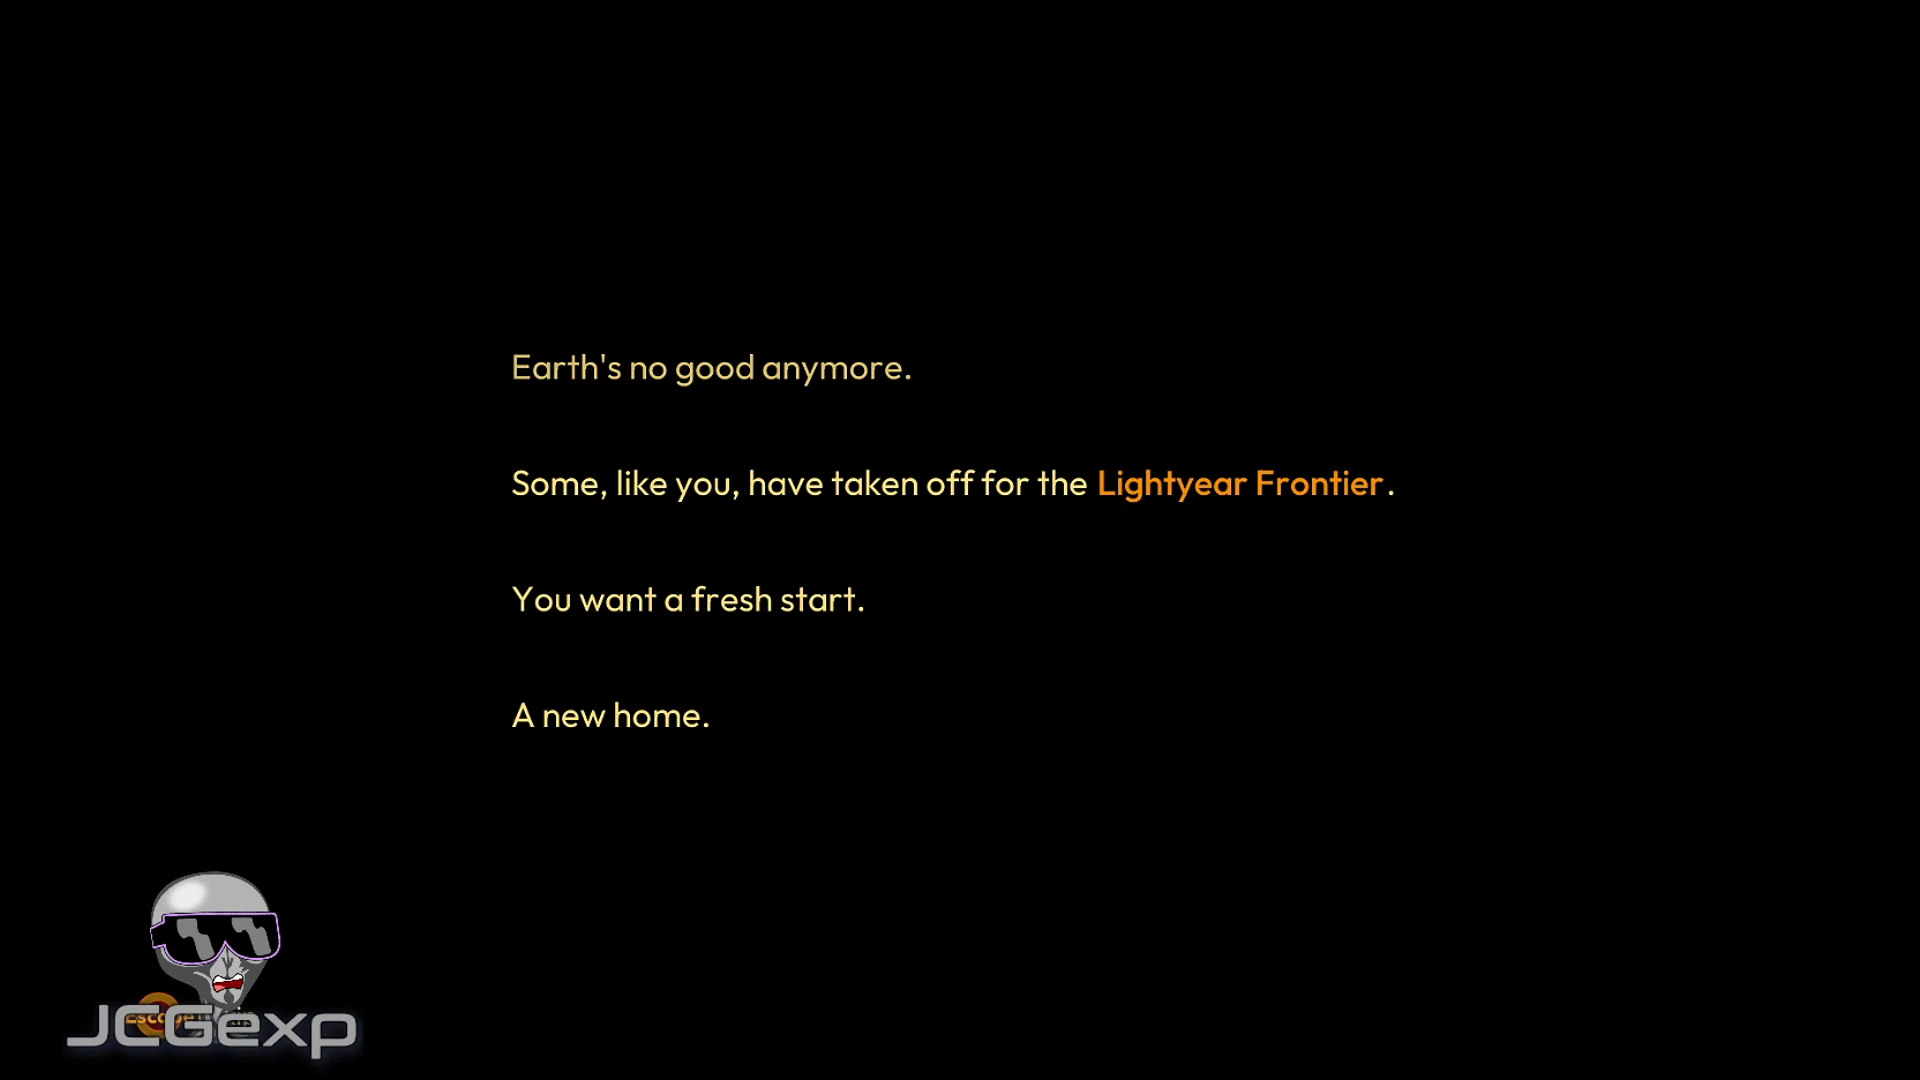 Earth's no good anymore.
Some, like you, have taken off for the Lightyear Frontier.
You want a fresh start.
A new home.
JCGexp